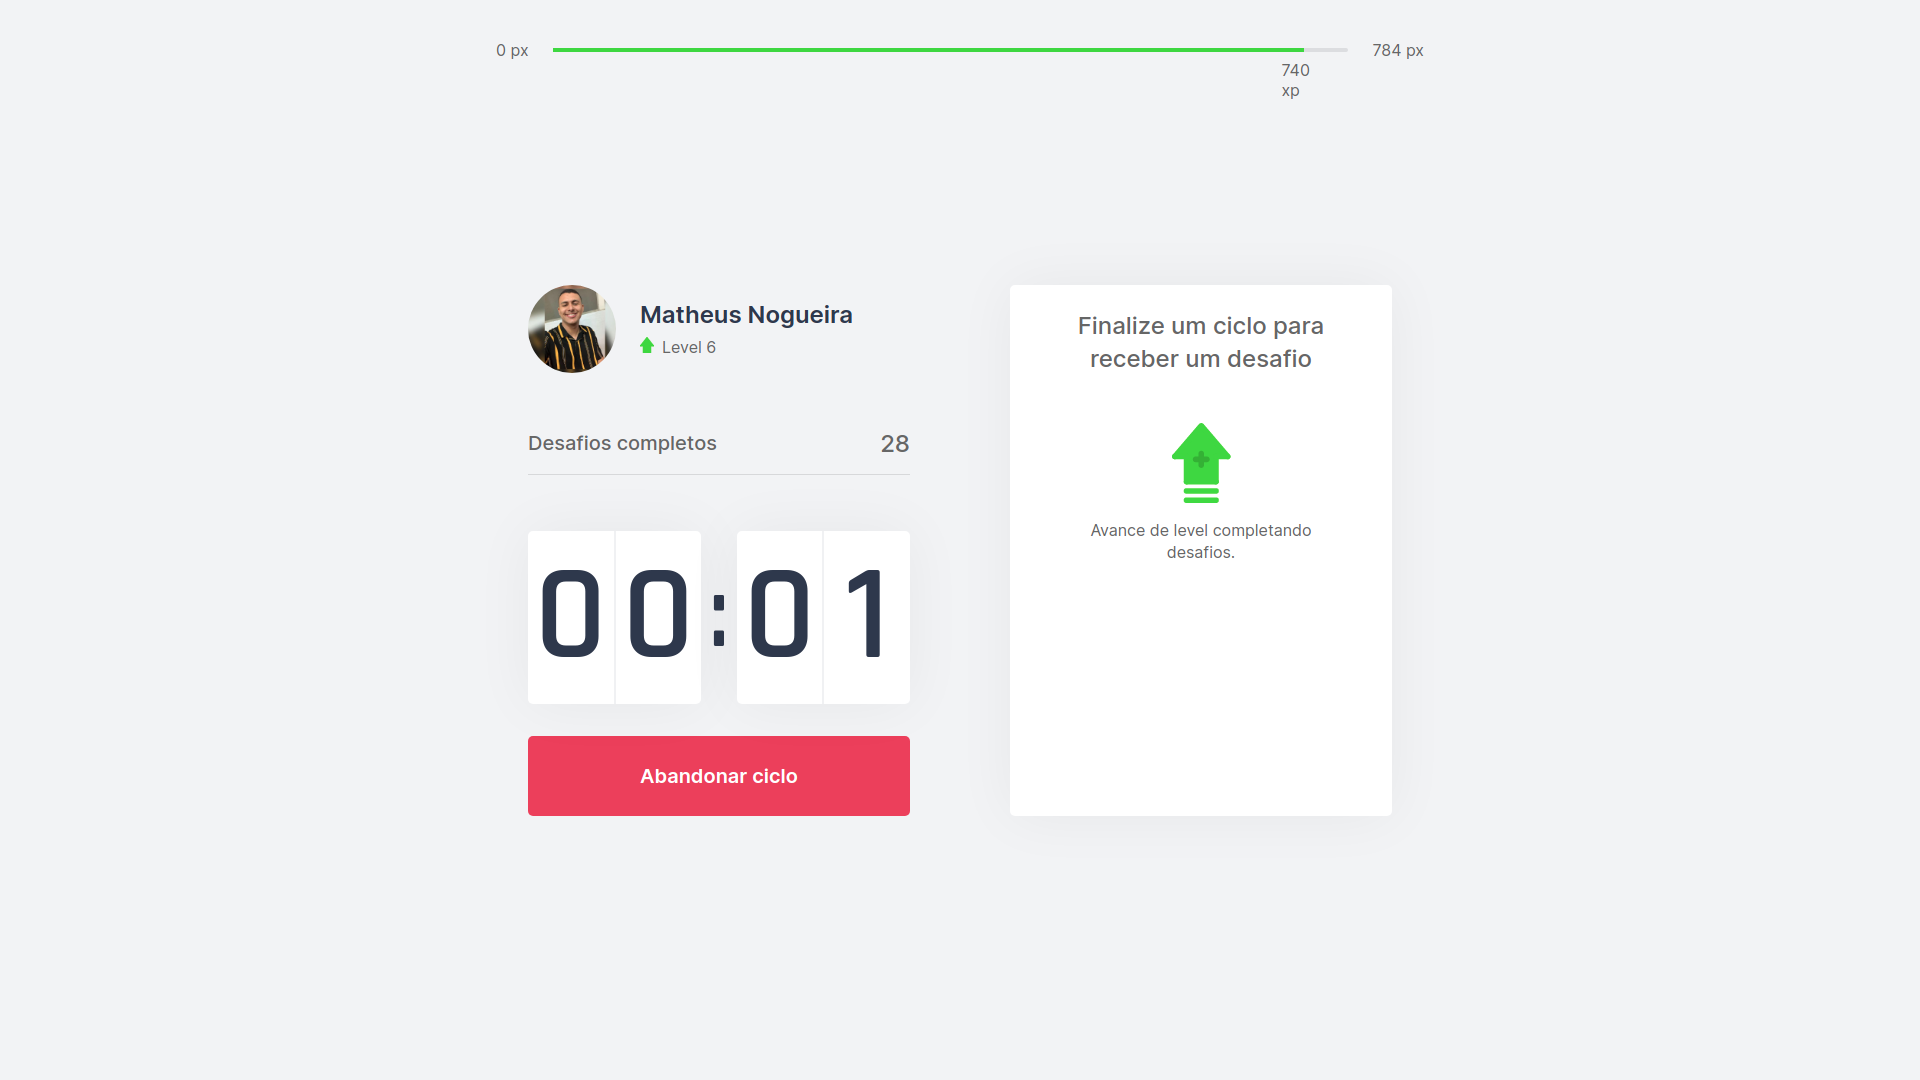 0 px
784 px
740
xp
Matheus Nogueira
Level 6
Desafios completos 28
00:01
Abandonar ciclo
Finalize um ciclo para
receber um desafio
Avance de level completando
desafios.